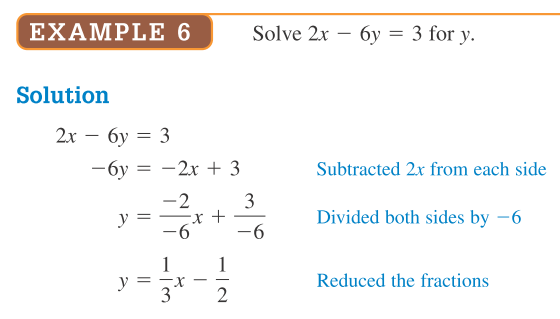 EXAMPLE 6 Solve 2x − 6y = 3 for y.
Solution
2x − 6y = 3
−6y = −2x + 3 Subtracted 2x from each side
y = \frac{−2}{−6}x + \frac{3}{−6} Divided both sides by −6
y = \frac{1}{3}x − \frac{1}{2} Reduced the fractions